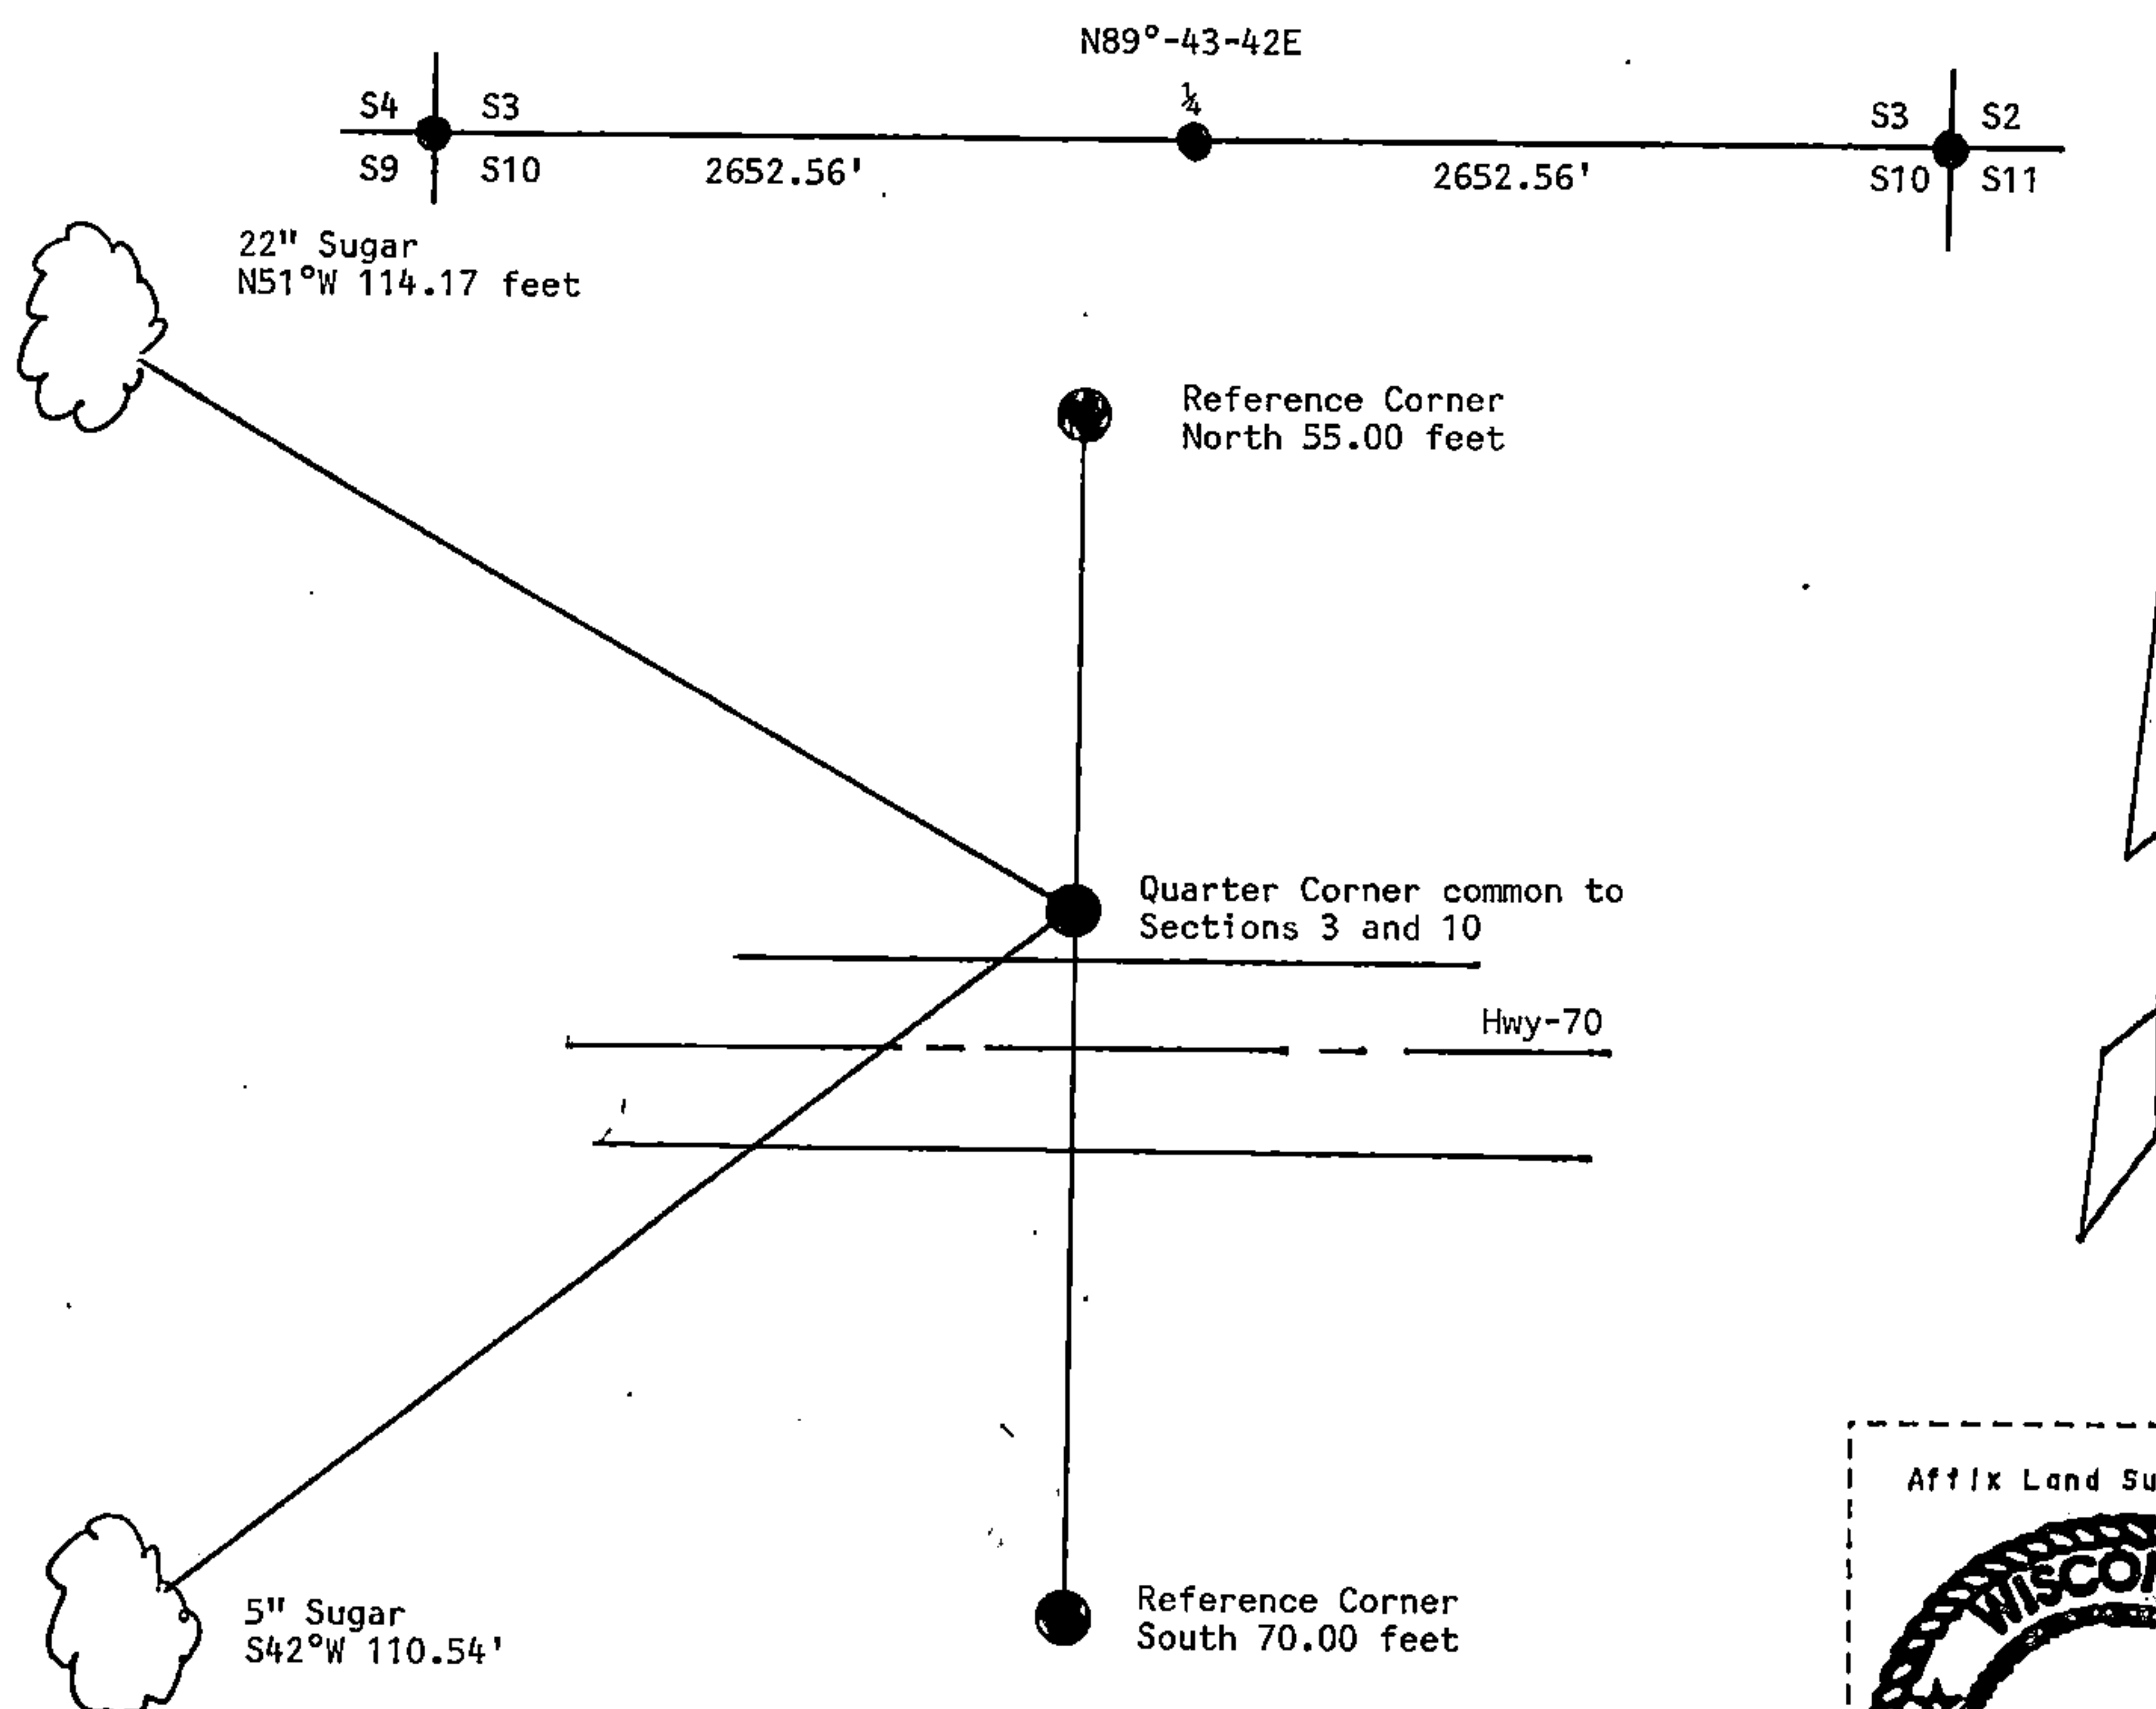 N89°-43-42E
¼
S4 S3 S3 S2
S9 S10 2652.56' 2652.56' S10 S11
22" Sugar
N51°W 114.17 feet
Reference Corner
North 55.00 feet
Quarter Corner common to
Sections 3 and 10
Hwy-70
Affix Land Su
WISCON
Reference Corner
South 70.00 feet
5" Sugar
S42°W 110.54'